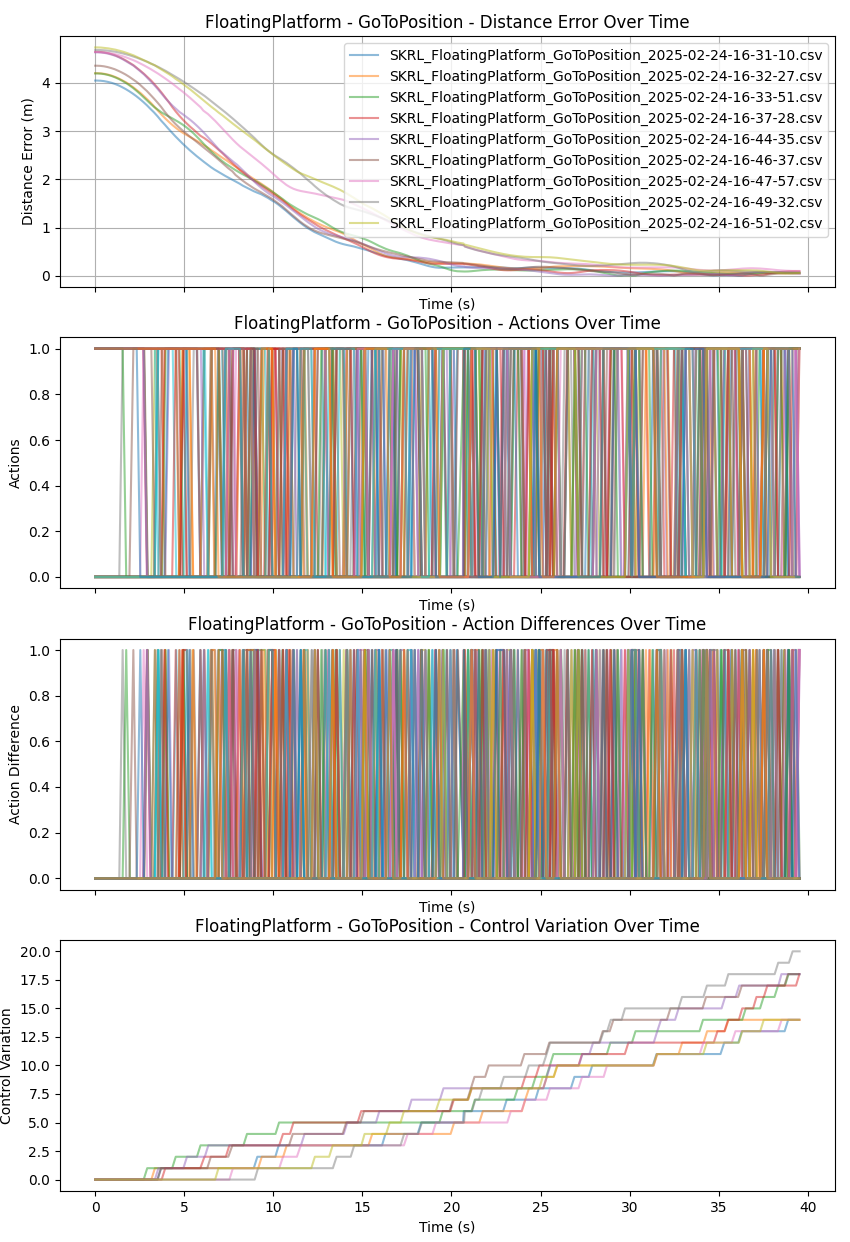 FloatingPlatform - GoToPosition - Distance Error Over Time
SKRL_FloatingPlatform_GoToPosition_2025-02-24-16-31-10.csv
SKRL_FloatingPlatform_GoToPosition_2025-02-24-16-32-27.csv
SKRL_FloatingPlatform_GoToPosition_2025-02-24-16-33-51.csv
SKRL_FloatingPlatform_GoToPosition_2025-02-24-16-37-28.csv
SKRL_FloatingPlatform_GoToPosition_2025-02-24-16-44-35.csv
SKRL_FloatingPlatform_GoToPosition_2025-02-24-16-46-37.csv
SKRL_FloatingPlatform_GoToPosition_2025-02-24-16-47-57.csv
SKRL_FloatingPlatform_GoToPosition_2025-02-24-16-49-32.csv
SKRL_FloatingPlatform_GoToPosition_2025-02-24-16-51-02.csv
Distance Error (m)
4
3
2
1
0
Time (s)
FloatingPlatform - GoToPosition - Actions Over Time
Actions
1.0
0.8
0.6
0.4
0.2
0.0
Time (s)
FloatingPlatform - GoToPosition - Action Differences Over Time
Action Difference
1.0
0.8
0.6
0.4
0.2
0.0
Time (s)
FloatingPlatform - GoToPosition - Control Variation Over Time
Control Variation
20.0
17.5
15.0
12.5
10.0
7.5
5.0
2.5
0.0
0 5 10 15 20 25 30 35 40
Time (s)